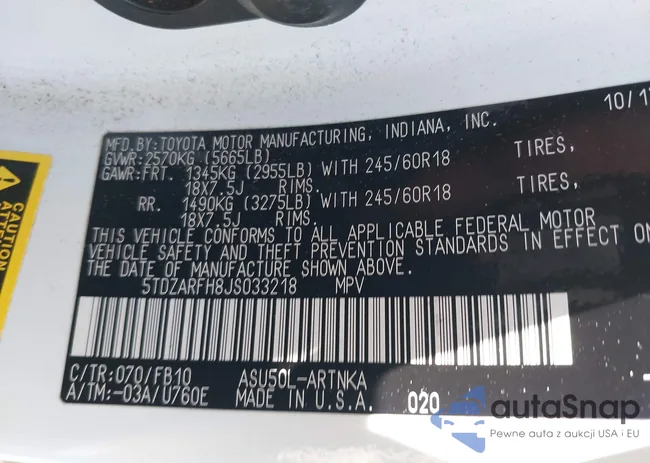 10/17
MFD.BY:TOYOTA MOTOR MANUFACTURING, INDIANA, INC.
GVWR:2570KG (5665LB)
GAWR:FRT. 1345KG (2955LB) WITH 245/60R18 TIRES,
18X7.5J RIMS.
RR. 1490KG (3275LB) WITH 245/60R18 TIRES,
18X7.5J RIMS.
THIS VEHICLE CONFORMS TO ALL APPLICABLE FEDERAL MOTOR
VEHICLE SAFETY AND THEFT PREVENTION STANDARDS IN EFFECT ON
THE DATE OF MANUFACTURE SHOWN ABOVE.
5TDZARFH8JS033218 MPV
C/TR:070/FB10 ASU50L-ARTNKA
A/TM:-03A/U760E MADE IN U.S.A. 020
CAUTION
autoSnap
Pewne auta z aukcji USA i EU